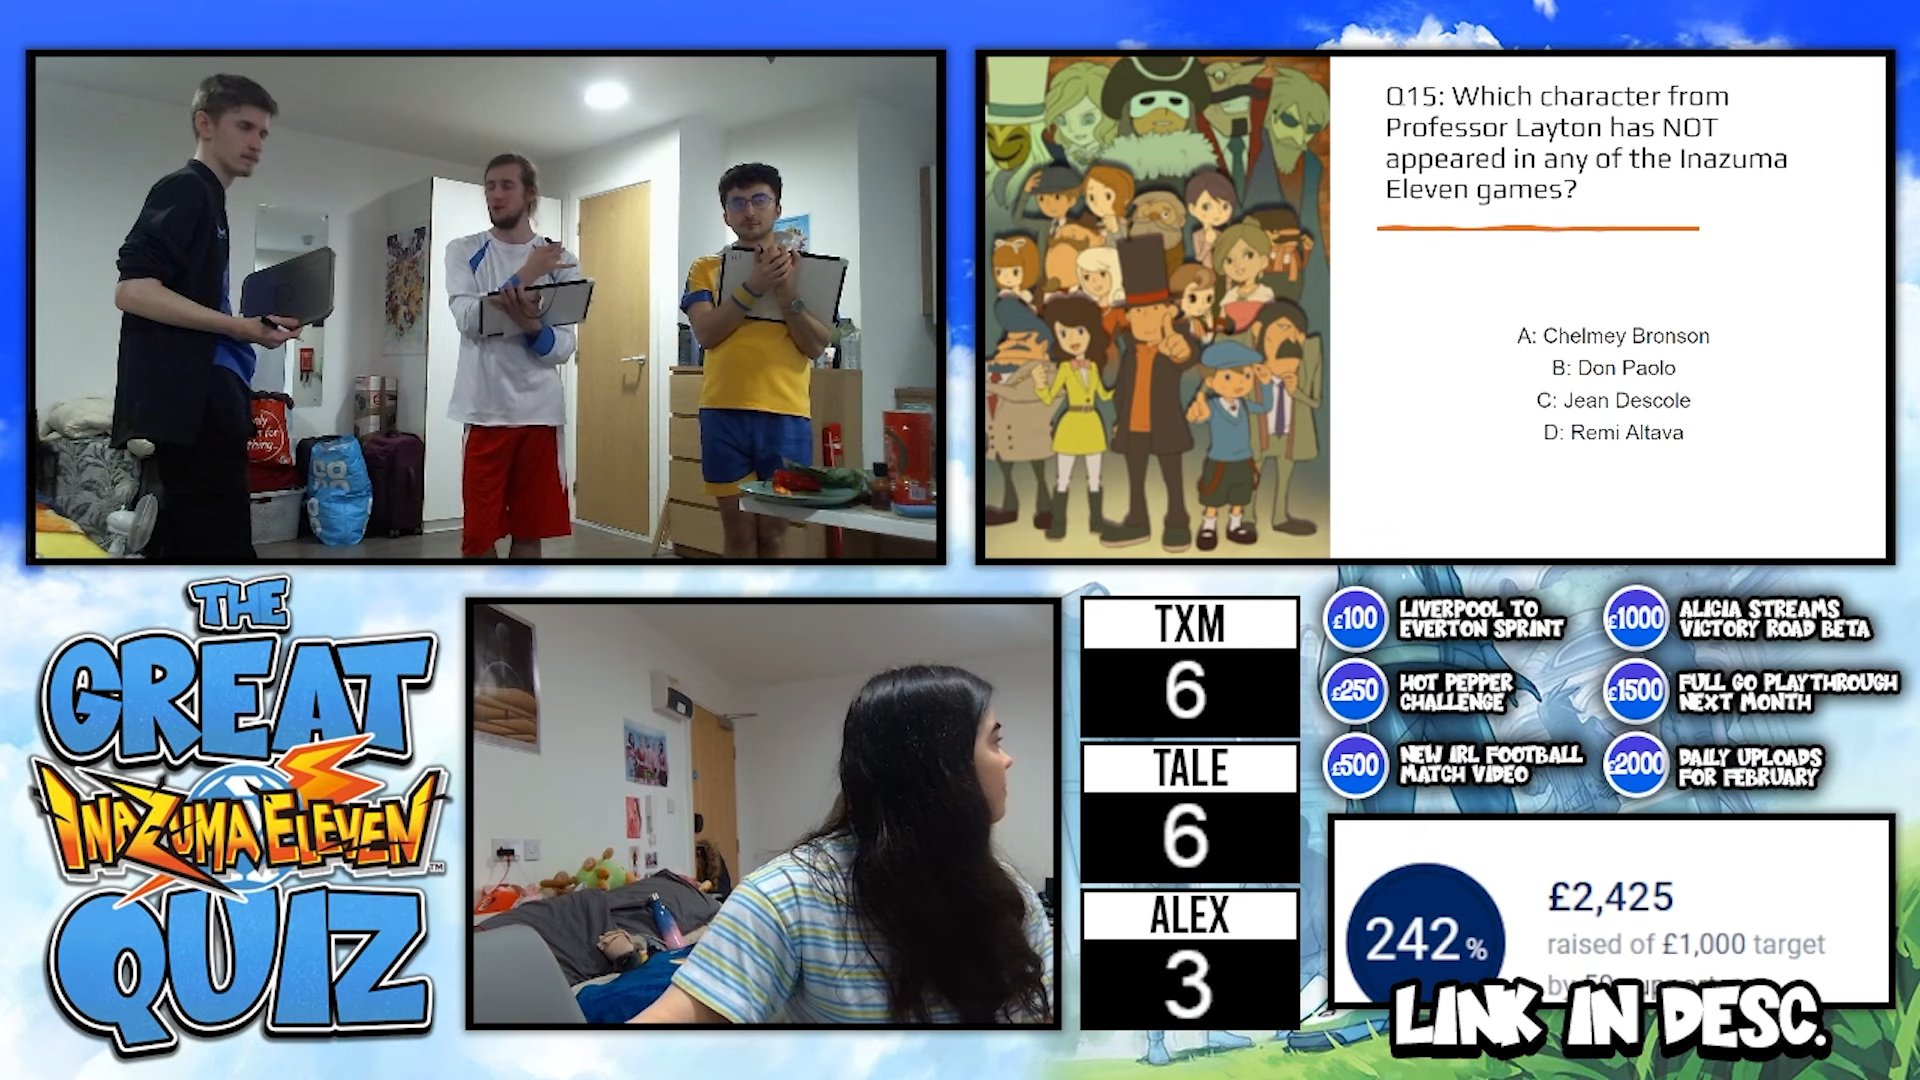 Q15: Which character from
Professor Layton has NOT
appeared in any of the Inazuma
Eleven games?
A: Chelmey Bronson
B: Don Paolo
C: Jean Descole
D: Remi Altava
THE
GREAT
INAZUMA ELEVEN
TM
QUIZ
TXM
6
TALE
6
ALEX
3
£100 LIVERPOOL TO
EVERTON SPRINT
£250 HOT PEPPER
CHALLENGE
£500 NEW IRL FOOTBALL
MATCH VIDEO
£1000 ALICIA STREAMS
VICTORY ROAD BETA
£1500 FULL GO PLAYTHROUGH
NEXT MONTH
£2000 DAILY UPLOADS
FOR FEBRUARY
242%
£2,425
raised of £1,000 target
by
LINK IN DESC.